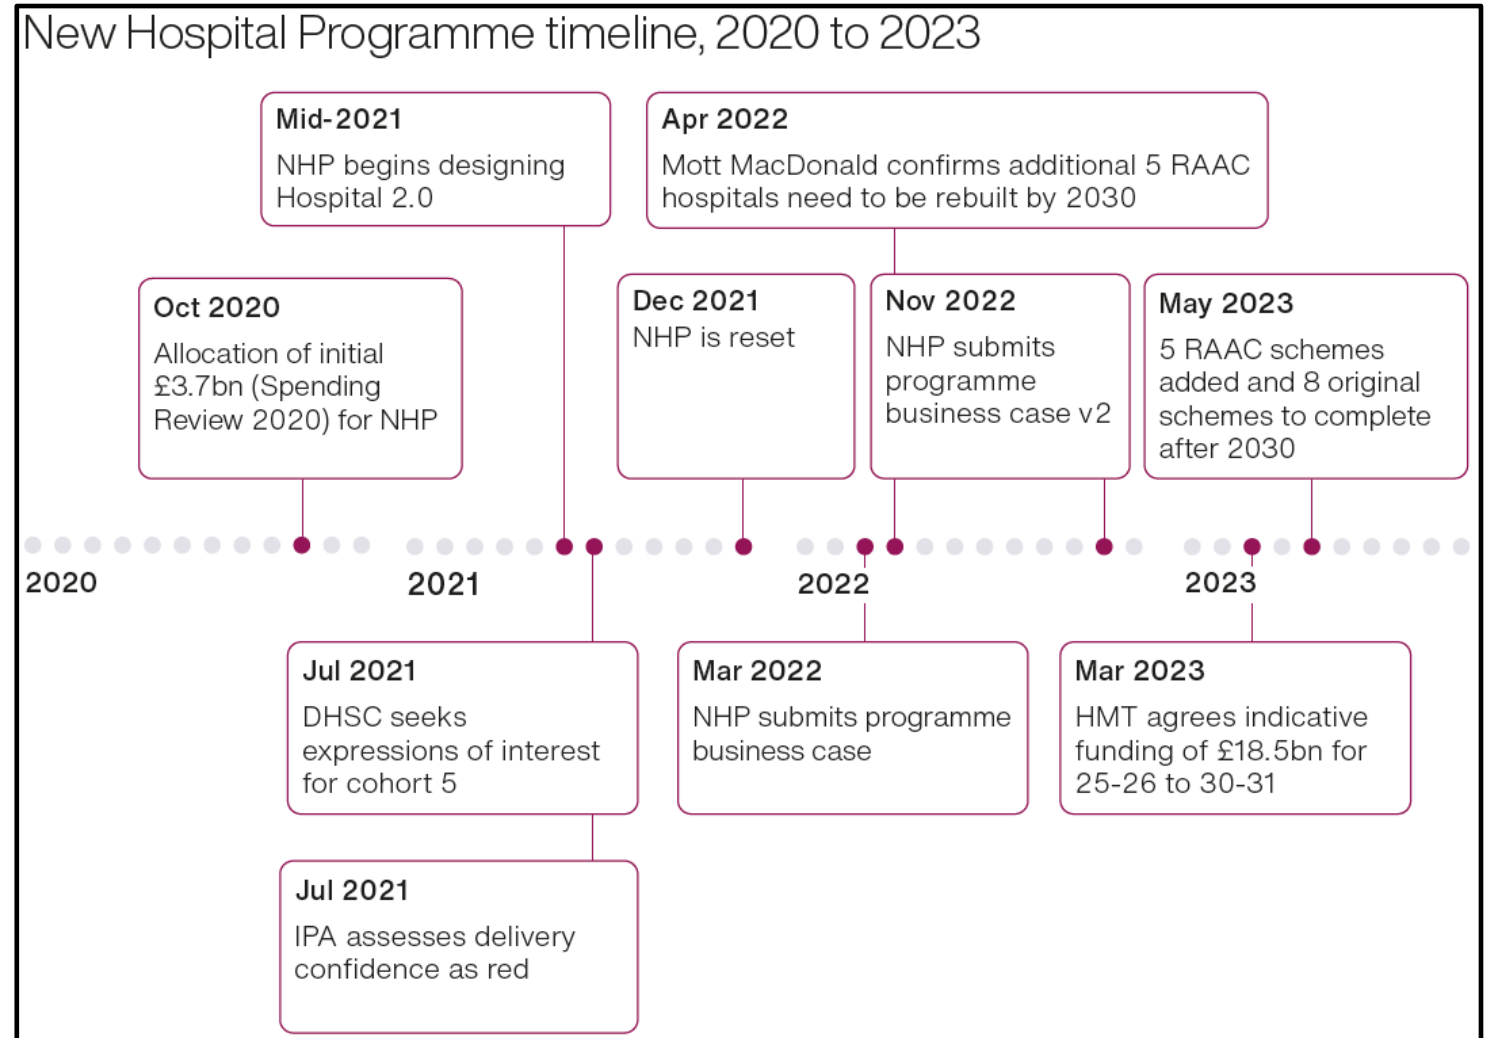 New Hospital Programme timeline, 2020 to 2023
Mid-2021
NHP begins designing
Hospital 2.0
Apr 2022
Mott MacDonald confirms additional 5 RAAC
hospitals need to be rebuilt by 2030
Oct 2020
Allocation of initial
£3.7bn (Spending
Review 2020) for NHP
Dec 2021
NHP is reset
Nov 2022
NHP submits
programme
business case v2
May 2023
5 RAAC schemes
added and 8 original
schemes to complete
after 2030
2020
2021
2022
2023
Jul 2021
DHSC seeks
expressions of interest
for cohort 5
Mar 2022
NHP submits programme
business case
Mar 2023
HMT agrees indicative
funding of £18.5bn for
25-26 to 30-31
Jul 2021
IPA assesses delivery
confidence as red